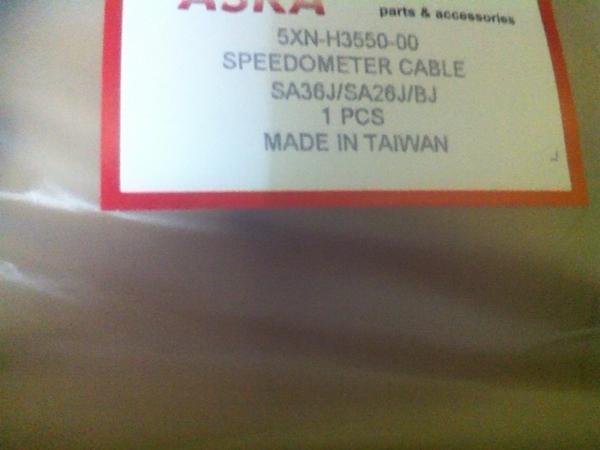 ASKA
parts & accessories
5XN-H3550-00
SPEEDOMETER CABLE
SA36J/SA26J/BJ
1 PCS
MADE IN TAIWAN